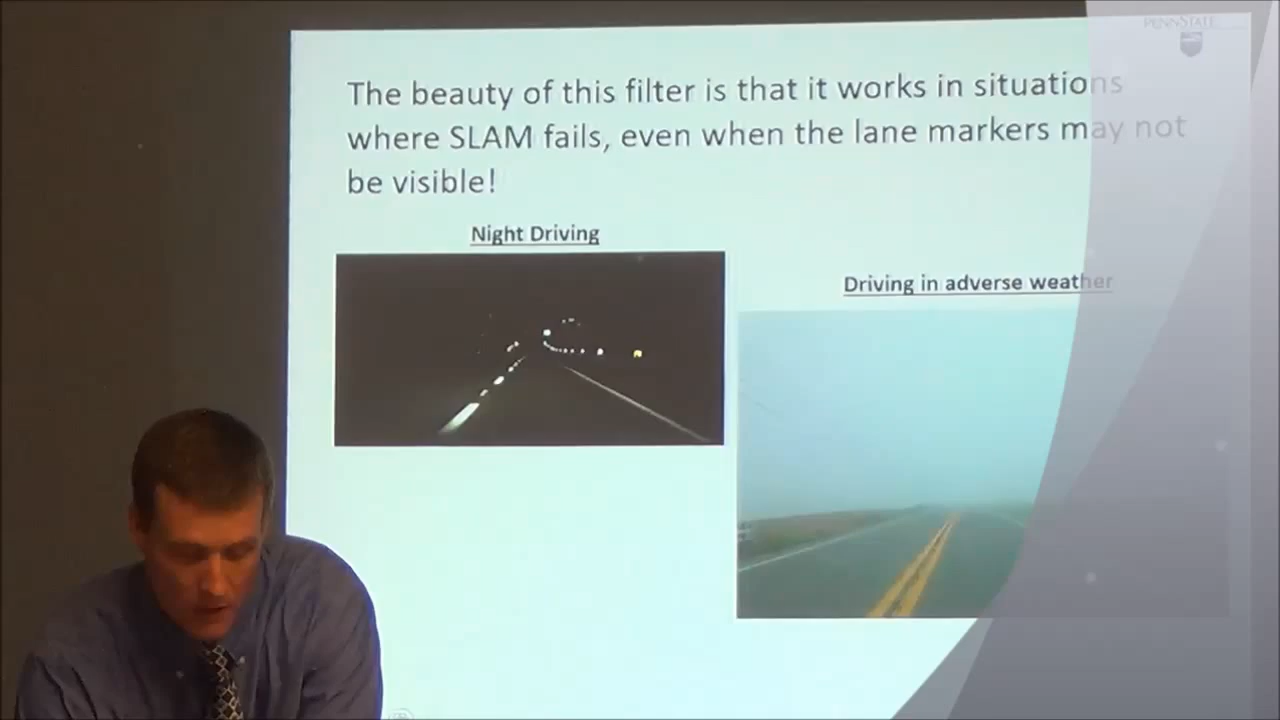 PENNSTATE
The beauty of this filter is that it works in situations
where SLAM fails, even when the lane markers may not
be visible!
Night Driving
Driving in adverse weather